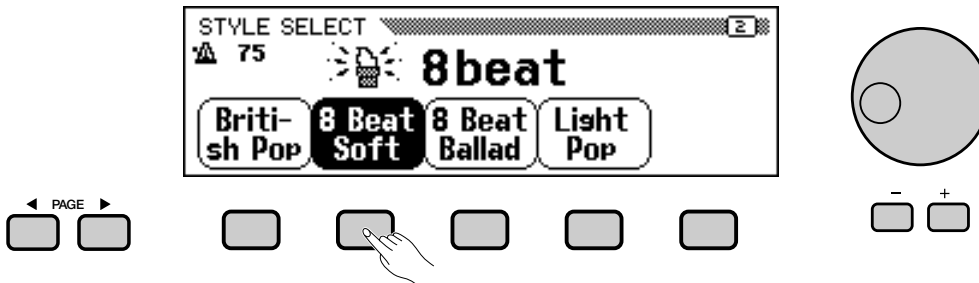 STYLE SELECT 2
75
8beat
Briti-
sh Pop
8 Beat
Soft
8 Beat
Ballad
Light
Pop
◀ PAGE ▶
− +